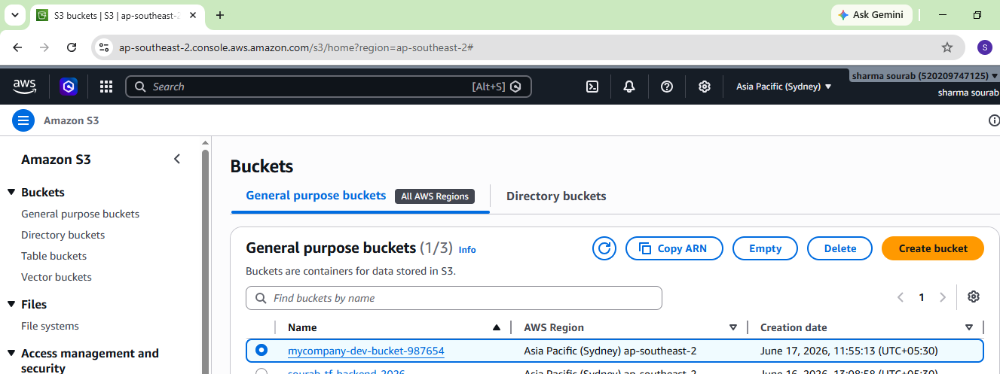 S3 buckets | S3 | ap-southeast-2
Ask Gemini
ap-southeast-2.console.aws.amazon.com/s3/home?region=ap-southeast-2#
S
aws
Search
[Alt+S]
Asia Pacific (Sydney)
sharma sourab (520209747125)
sharma sourab
Amazon S3
Amazon S3
Buckets
General purpose buckets
Directory buckets
Table buckets
Vector buckets
Files
File systems
Access management and
security
Buckets
General purpose buckets All AWS Regions Directory buckets
General purpose buckets (1/3) Info
Copy ARN Empty Delete Create bucket
Buckets are containers for data stored in S3.
Find buckets by name
1
Name AWS Region Creation date
mycompany-dev-bucket-987654 Asia Pacific (Sydney) ap-southeast-2 June 17, 2026, 11:55:13 (UTC+05:30)
sourab-tf-backend-2026 Asia Pacific (Sydney) ap-southeast-2 June 16, 2026, 13:08:58 (UTC+05:30)